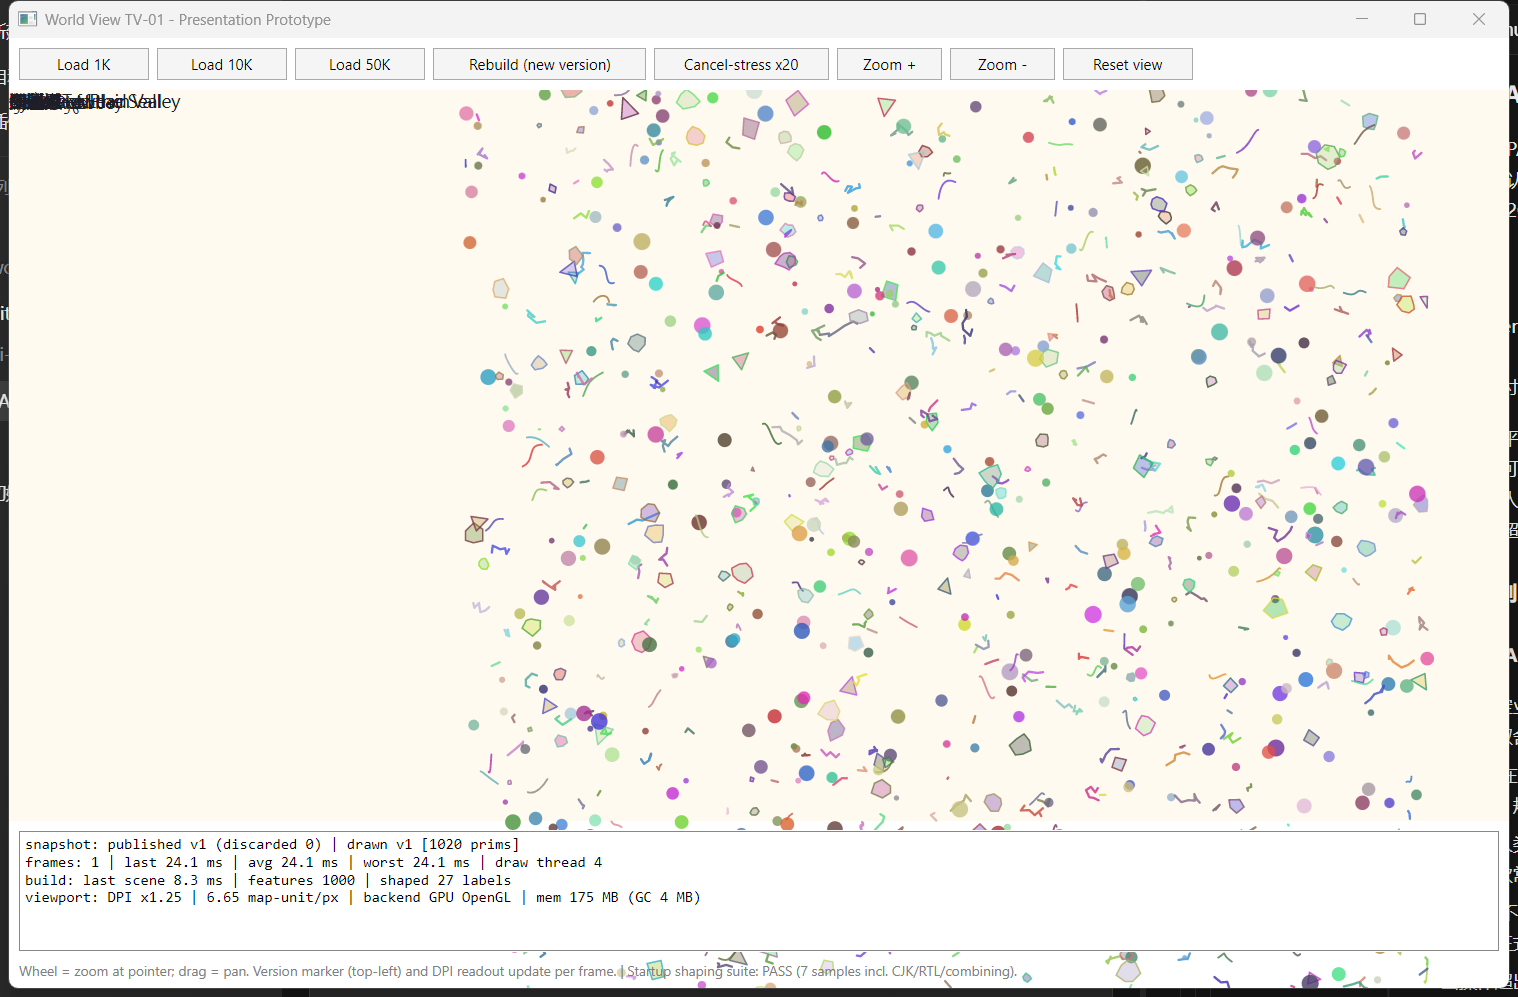 World View TV-01 - Presentation Prototype
Load 1K Load 10K Load 50K Rebuild (new version) Cancel-stress x20 Zoom + Zoom - Reset view
Valley
snapshot: published v1 (discarded 0) | drawn v1 [1020 prims]
frames: 1 | last 24.1 ms | avg 24.1 ms | worst 24.1 ms | draw thread 4
build: last scene 8.3 ms | features 1000 | shaped 27 labels
viewport: DPI x1.25 | 6.65 map-unit/px | backend GPU OpenGL | mem 175 MB (GC 4 MB)
Wheel = zoom at pointer; drag = pan. Version marker (top-left) and DPI readout update per frame. | Startup shaping suite: PASS (7 samples incl. CJK/RTL/combining).